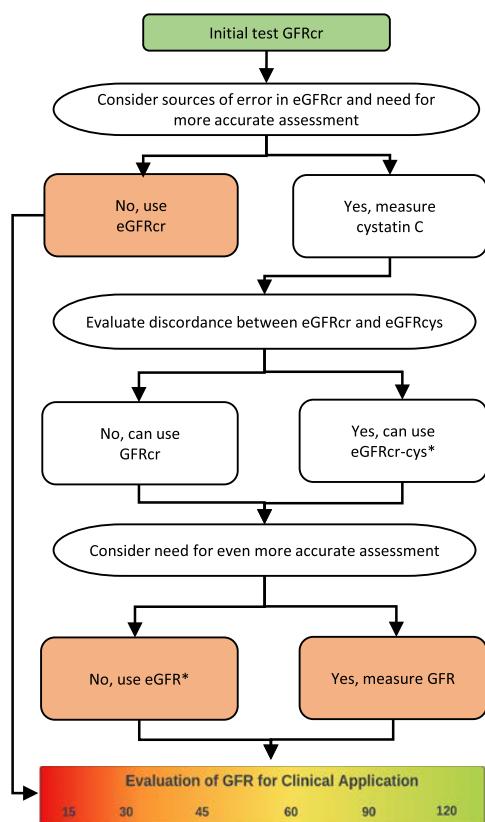 Initial test GFRcr
Consider sources of error in eGFRcr and need for
more accurate assessment
No, use
eGFRcr
Yes, measure
cystatin C
Evaluate discordance between eGFRcr and eGFRcys
No, can use
GFRcr
Yes, can use
eGFRcr-cys*
Consider need for even more accurate assessment
No, use eGFR*
Yes, measure GFR
Evaluation of GFR for Clinical Application
15 30 45 60 90 120